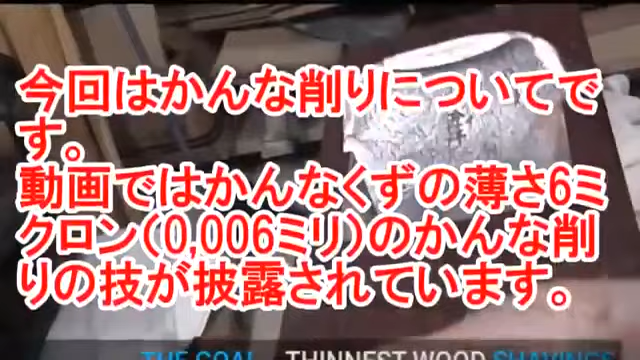 今回はかんな削りについてで
す。
動画ではかんなくずの薄さ6ミ
クロン(0,006ミリ)のかんな削
りの技が披露されています。
THE GOAL - THINNEST WOOD SHAVINGS